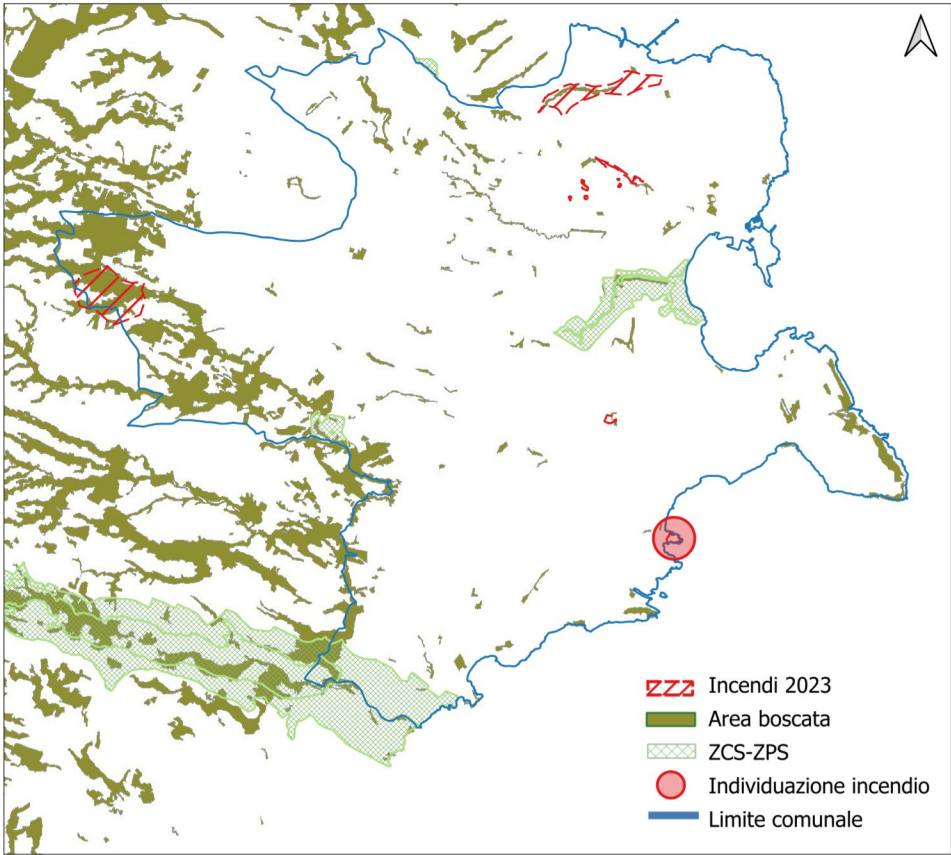 Incendi 2023
Area boscata
ZCS-ZPS
Individuazione incendio
Limite comunale